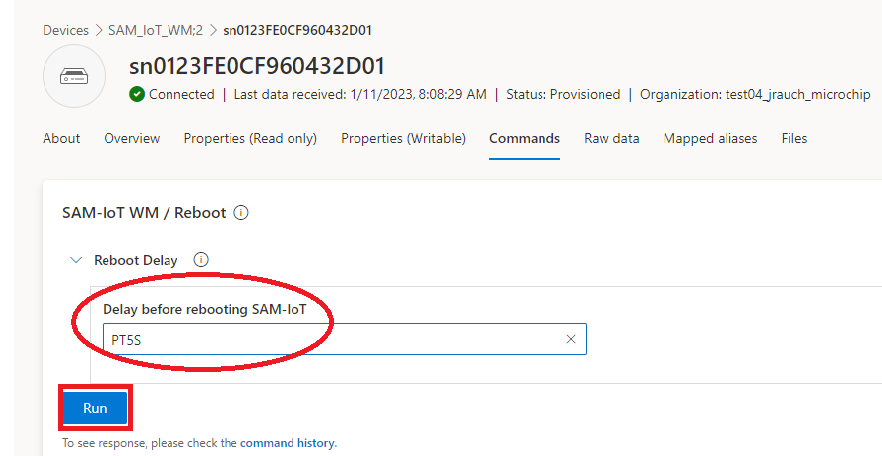 Devices > SAM_IoT_WM;2 > sn0123FE0CF960432D01
sn0123FE0CF960432D01
Connected | Last data received: 1/11/2023, 8:08:29 AM | Status: Provisioned | Organization: test04_jrauch_microchip
About Overview Properties (Read only) Properties (Writable) Commands Raw data Mapped aliases Files
SAM-IoT WM / Reboot
Reboot Delay
Delay before rebooting SAM-IoT
PT5S
Run
To see response, please check the command history.